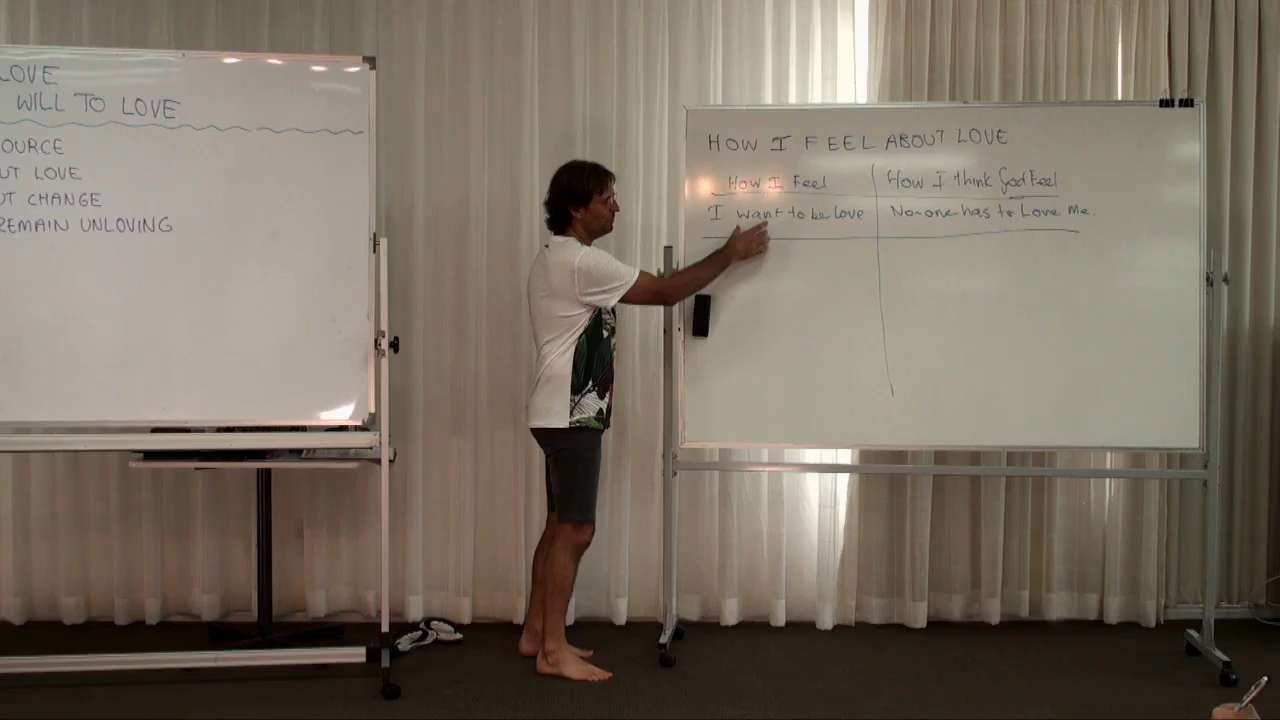 LOVE
WILL TO LOVE
OURCE
UT LOVE
UT CHANGE
REMAIN UNLOVING
HOW I FEEL ABOUT LOVE
How I Feel
How I think God Feel
I want to be love
No-one has to Love Me.